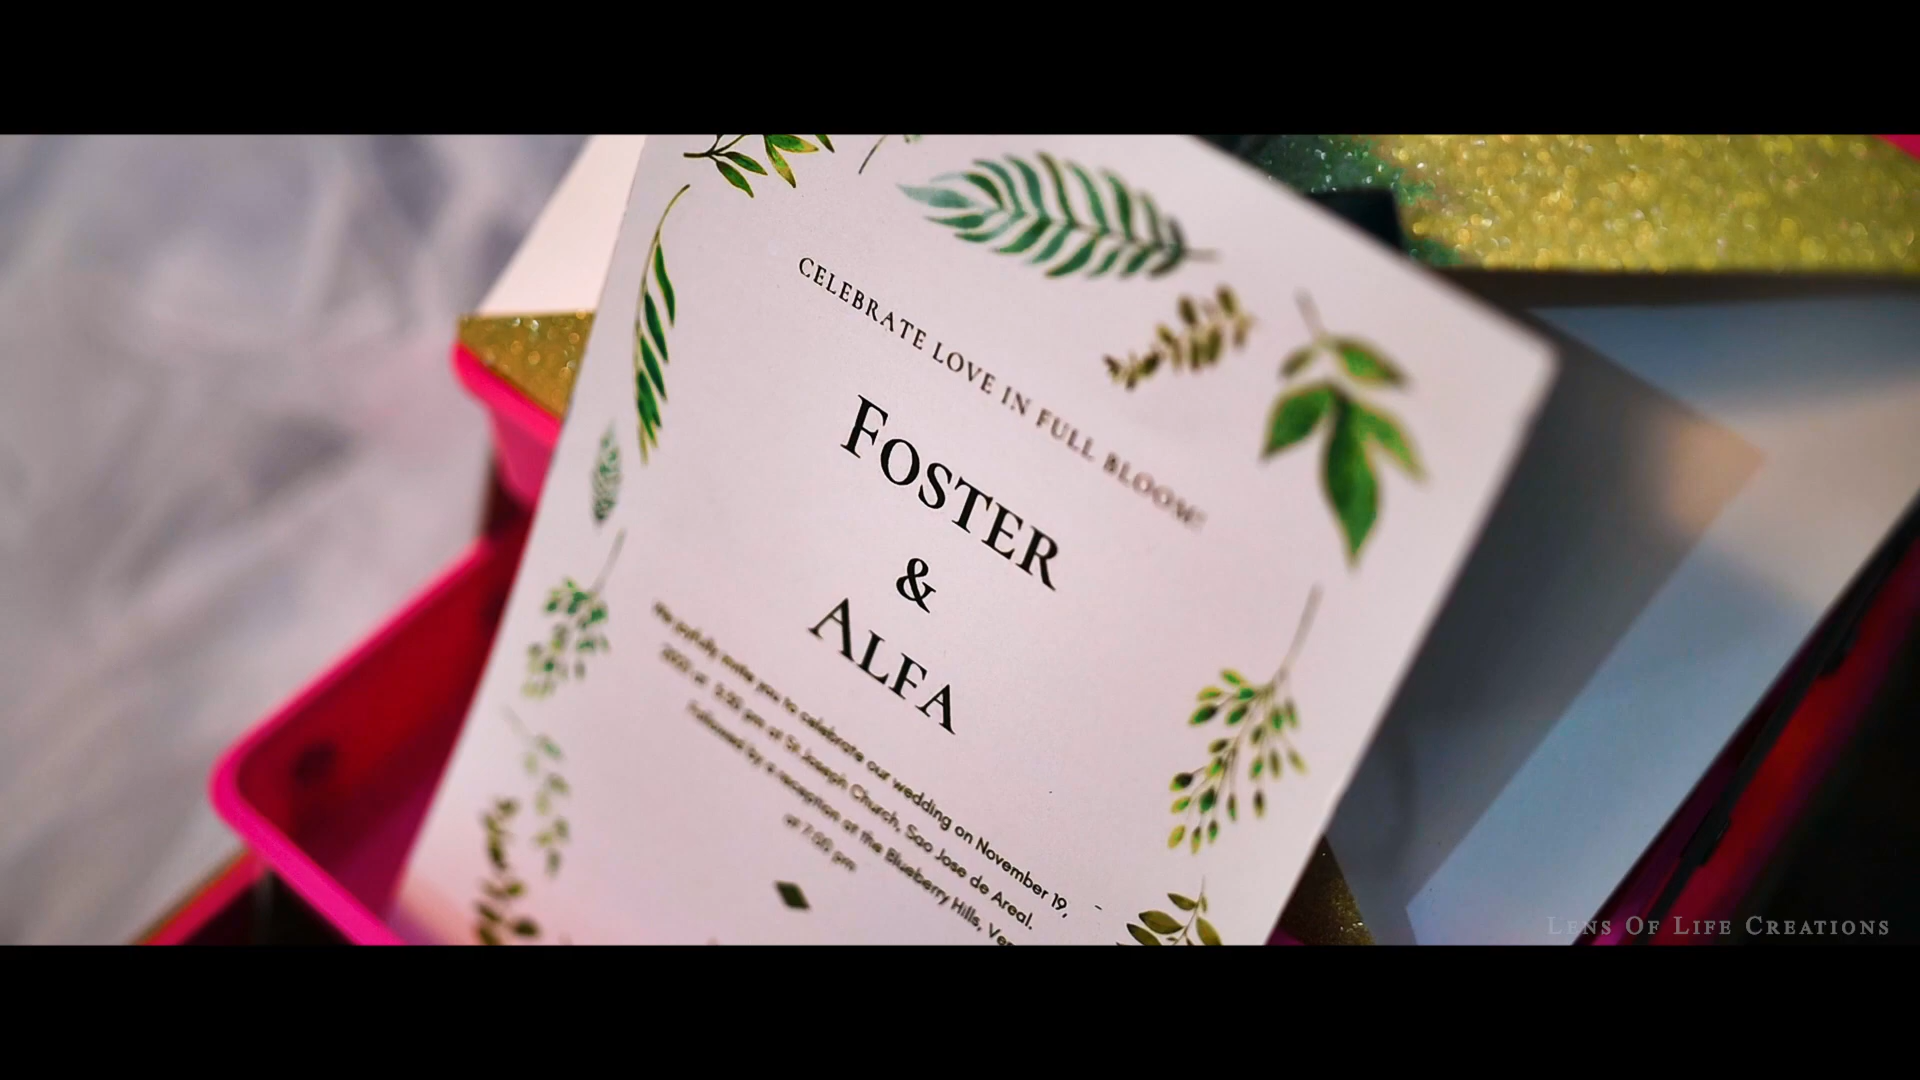 CELEBRATE LOVE IN FULL BLOOM!
FOSTER
&
ALFA
We joyfully invite you to celebrate our wedding on November 19,
at pm at St.Joseph Church, Sao Jose de Areal.
Followed by a reception at the Blueberry Hills,
at 7:00 pm
LENS OF LIFE CREATIONS